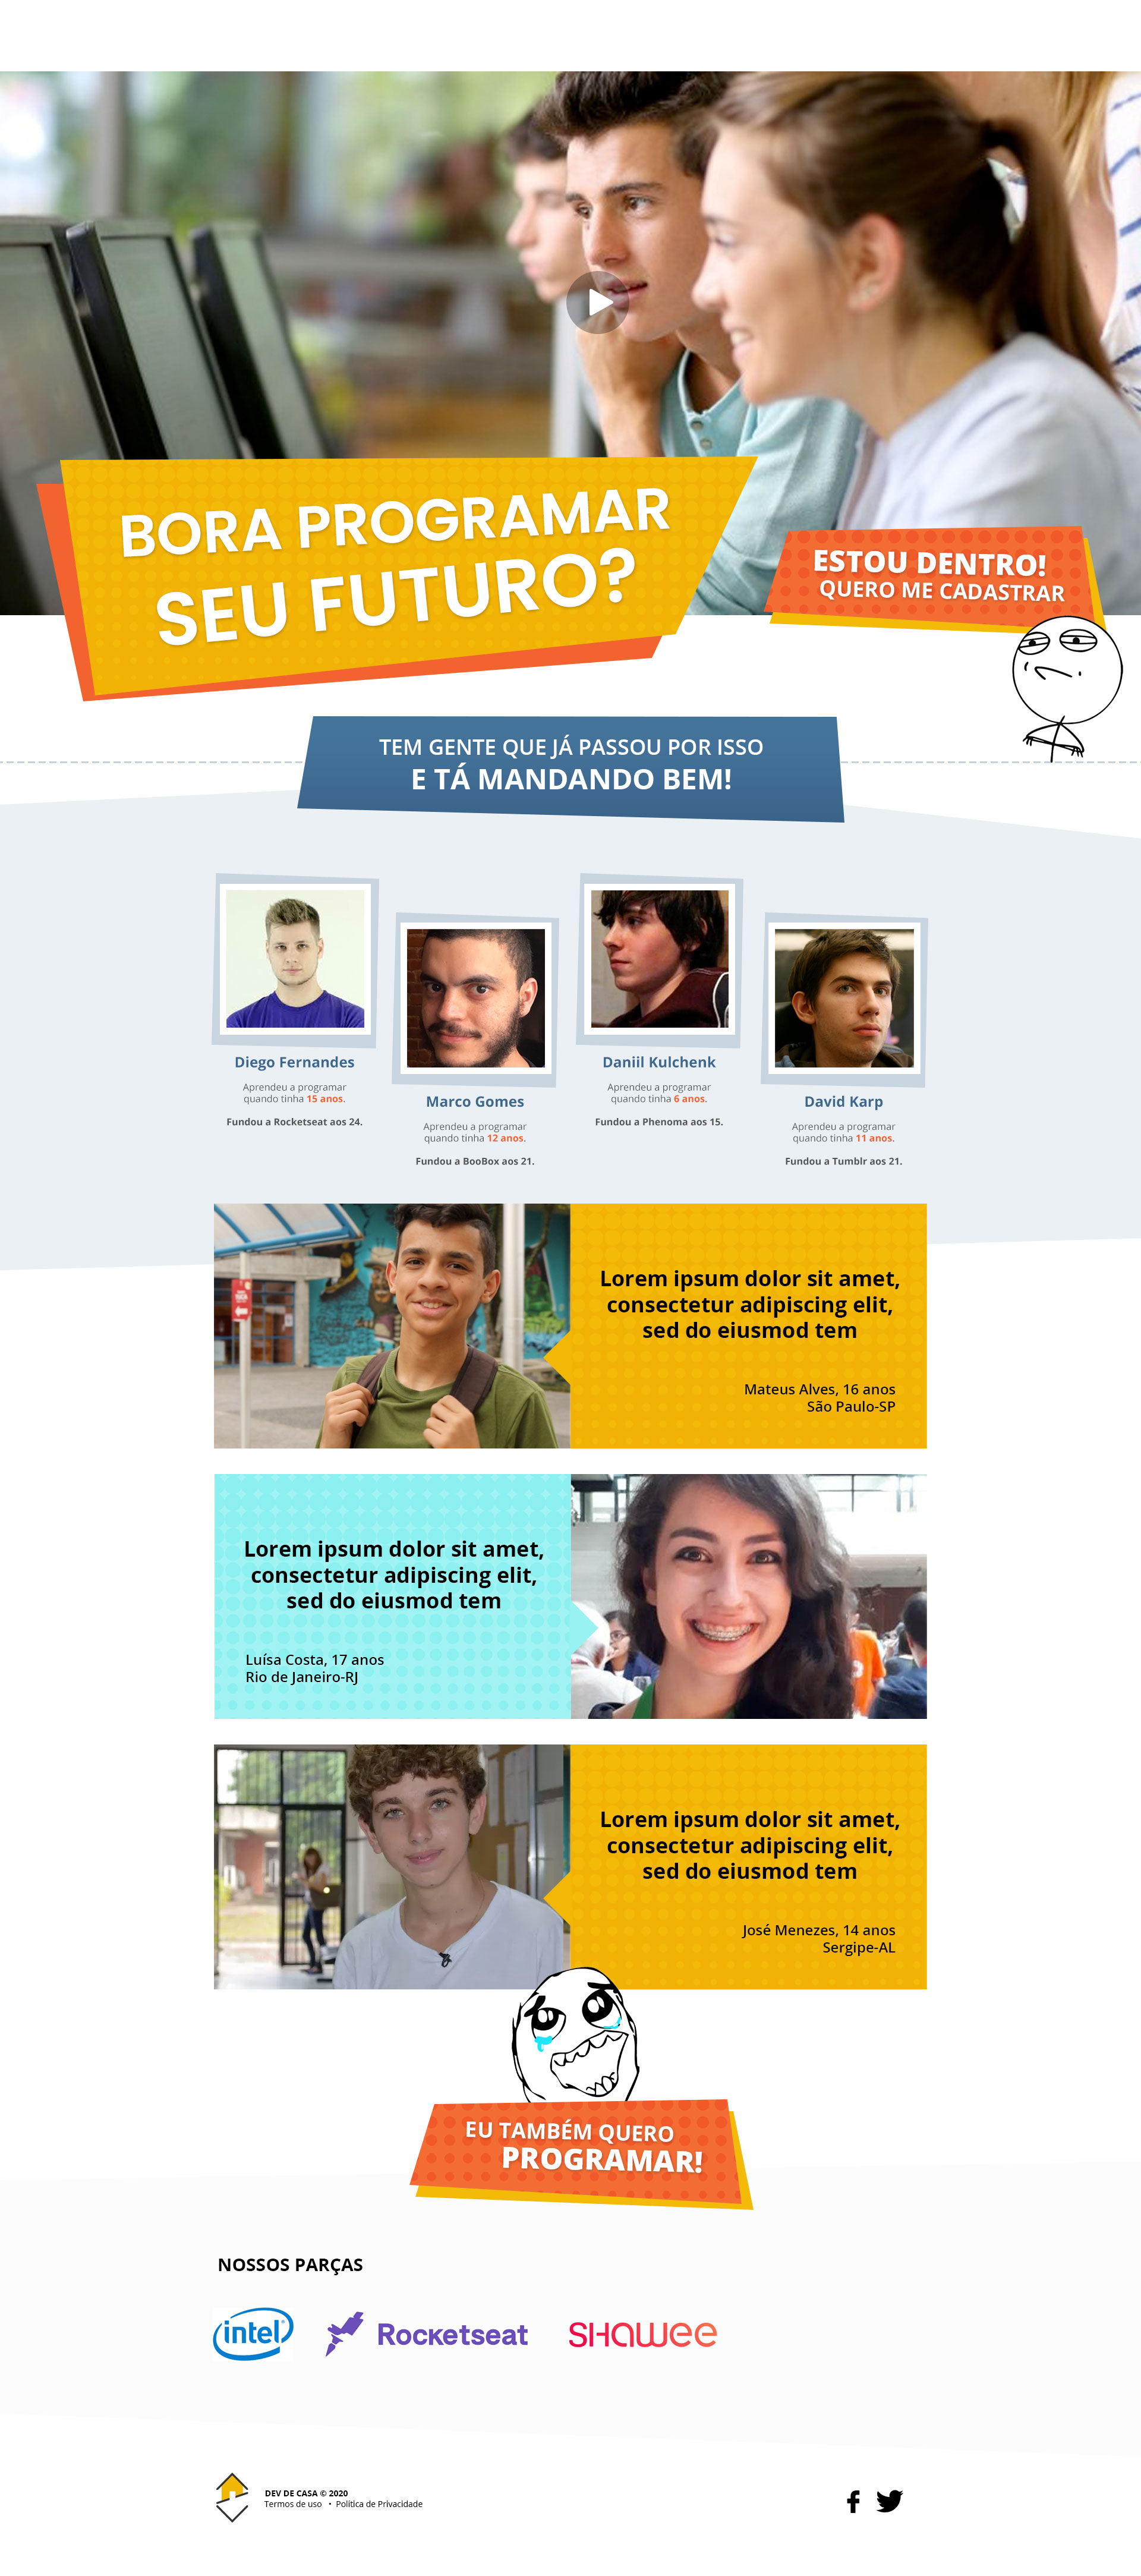 BORA PROGRAMAR
SEU FUTURO?
ESTOU DENTRO!
QUERO ME CADASTRAR
TEM GENTE QUE JÁ PASSOU POR ISSO
E TÁ MANDANDO BEM!
Diego Fernandes
Aprendeu a programar
quando tinha 15 anos.
Fundou a Rocketseat aos 24.
Marco Gomes
Aprendeu a programar
quando tinha 12 anos.
Fundou a BooBox aos 21.
Daniil Kulchenk
Aprendeu a programar
quando tinha 6 anos.
Fundou a Phenoma aos 15.
David Karp
Aprendeu a programar
quando tinha 11 anos.
Fundou a Tumblr aos 21.
Lorem ipsum dolor sit amet,
consectetur adipiscing elit,
sed do eiusmod tem
Mateus Alves, 16 anos
São Paulo-SP
Lorem ipsum dolor sit amet,
consectetur adipiscing elit,
sed do eiusmod tem
Luísa Costa, 17 anos
Rio de Janeiro-RJ
Lorem ipsum dolor sit amet,
consectetur adipiscing elit,
sed do eiusmod tem
José Menezes, 14 anos
Sergipe-AL
EU TAMBÉM QUERO
PROGRAMAR!
NOSSOS PARÇAS
intel
Rocketseat
SHAWEE
DEV DE CASA © 2020
Termos de uso • Política de Privacidade